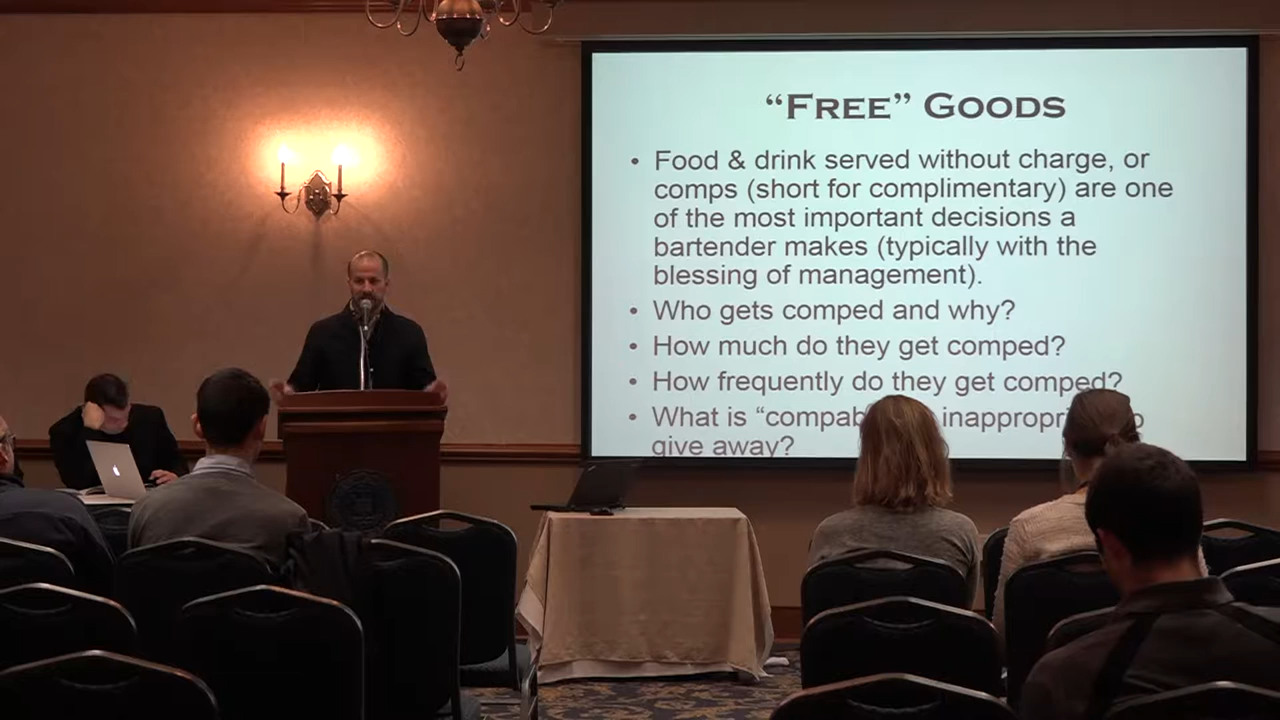 “Free” Goods
• Food & drink served without charge, or
comps (short for complimentary) are one
of the most important decisions a
bartender makes (typically with the
blessing of management).
• Who gets comped and why?
• How much do they get comped?
• How frequently do they get comped?
• What is “
give away?